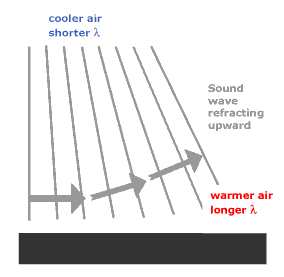 cooler air
shorter λ
Sound
wave
refracting
upward
warmer air
longer λ